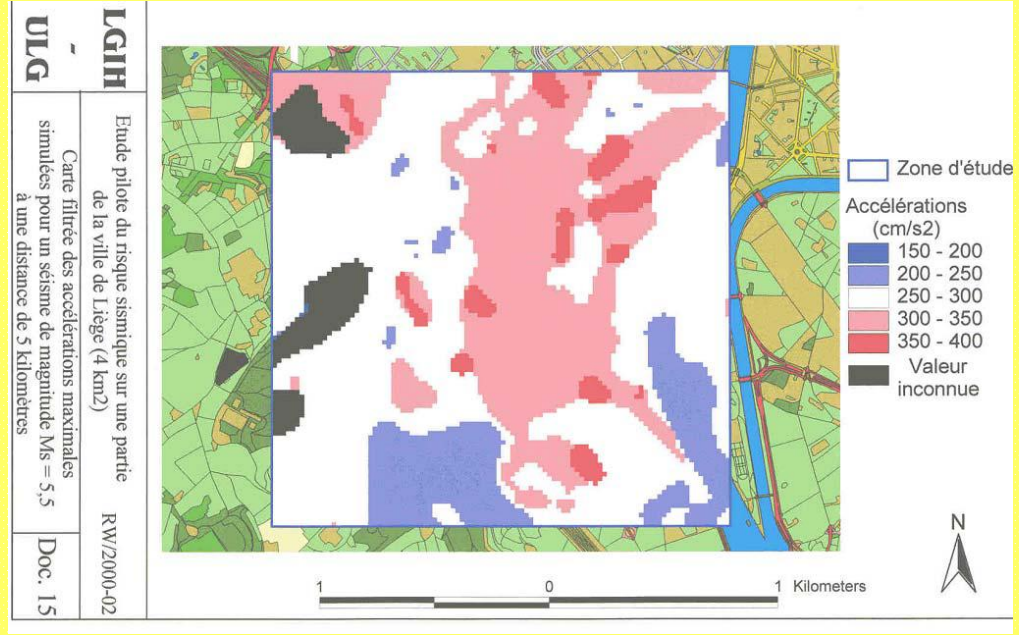 LGIH
-
ULG
Etude pilote du risque sismique sur une partie
de la ville de Liège (4 km2)
RW/2000-02
Carte filtrée des accélérations maximales
simulées pour un séisme de magnitude Ms = 5,5
à une distance de 5 kilomètres
Doc. 15
Zone d'étude
Accélérations
(cm/s2)
150 - 200
200 - 250
250 - 300
300 - 350
350 - 400
Valeur
inconnue
N
1 0 1 Kilometers